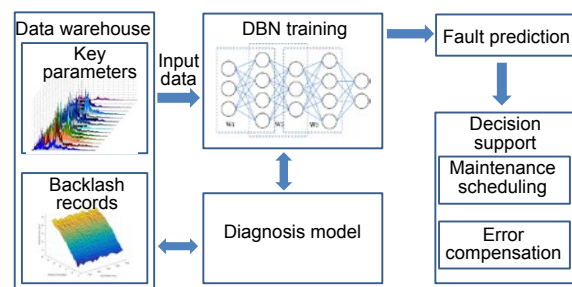 Data warehouse
Key
parameters
Backlash
records
Input
data
DBN training
Diagnosis model
Fault prediction
Decision
support
Maintenance
scheduling
Error
compensation